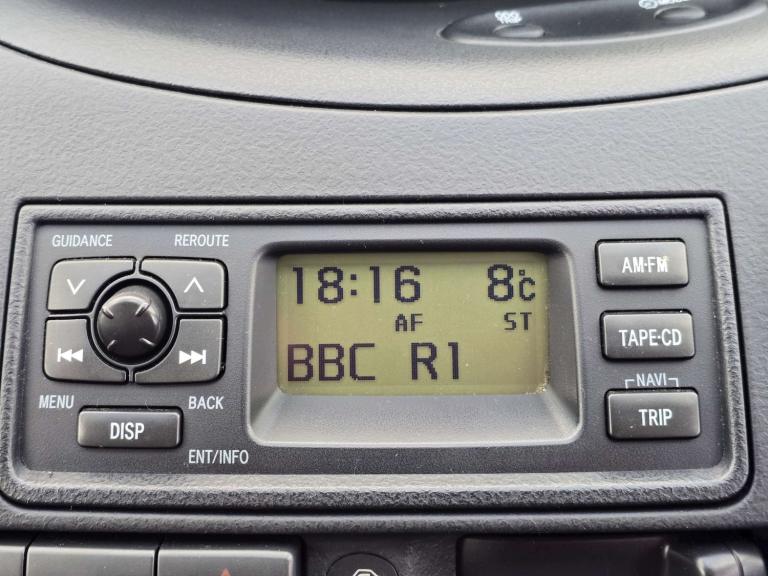 GUIDANCE REROUTE
18:16 8°C
AF ST
BBC R1
AM·FM
TAPE·CD
NAVI
TRIP
MENU BACK
DISP
ENT/INFO